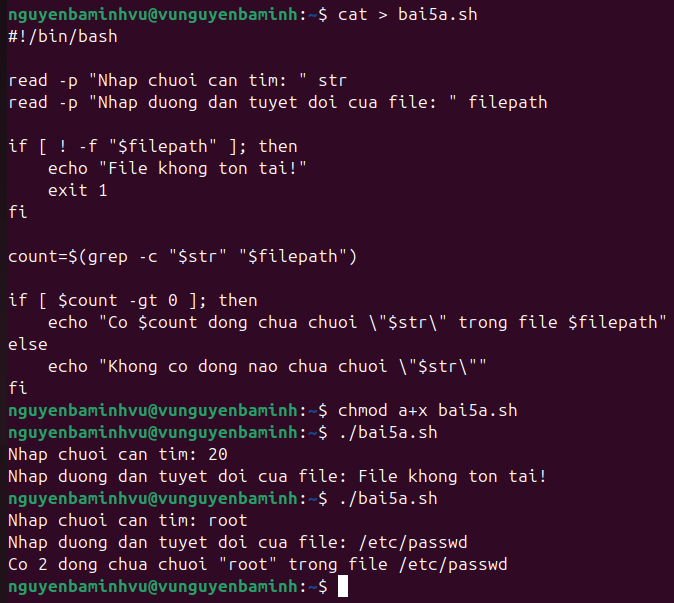 nguyenbaminhvu@vunguyenbaminh:~$ cat > bai5a.sh
#!/bin/bash

read -p "Nhap chuoi can tim: " str
read -p "Nhap duong dan tuyet doi cua file: " filepath

if [ ! -f "$filepath" ]; then
    echo "File khong ton tai!"
    exit 1
fi

count=$(grep -c "$str" "$filepath")

if [ $count -gt 0 ]; then
    echo "Co $count dong chua chuoi \"$str\" trong file $filepath"
else
    echo "Khong co dong nao chua chuoi \"$str\""
fi
nguyenbaminhvu@vunguyenbaminh:~$ chmod a+x bai5a.sh
nguyenbaminhvu@vunguyenbaminh:~$ ./bai5a.sh
Nhap chuoi can tim: 20
Nhap duong dan tuyet doi cua file: File khong ton tai!
nguyenbaminhvu@vunguyenbaminh:~$ ./bai5a.sh
Nhap chuoi can tim: root
Nhap duong dan tuyet doi cua file: /etc/passwd
Co 2 dong chua chuoi "root" trong file /etc/passwd
nguyenbaminhvu@vunguyenbaminh:~$